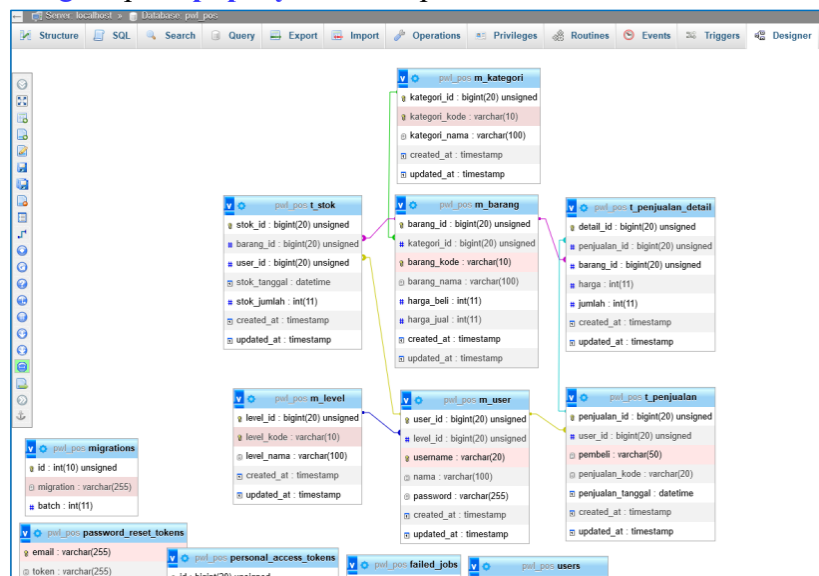 Server: localhost » Database: pwl_pos
Structure SQL Search Query Export Import Operations Privileges Routines Events Triggers Designer
pwl_pos m_kategori
kategori_id : bigint(20) unsigned
kategori_kode : varchar(10)
kategori_nama : varchar(100)
created_at : timestamp
updated_at : timestamp
pwl_pos t_stok
stok_id : bigint(20) unsigned
barang_id : bigint(20) unsigned
user_id : bigint(20) unsigned
stok_tanggal : datetime
stok_jumlah : int(11)
created_at : timestamp
updated_at : timestamp
pwl_pos m_barang
barang_id : bigint(20) unsigned
kategori_id : bigint(20) unsigned
barang_kode : varchar(10)
barang_nama : varchar(100)
harga_beli : int(11)
harga_jual : int(11)
created_at : timestamp
updated_at : timestamp
pwl_pos t_penjualan_detail
detail_id : bigint(20) unsigned
penjualan_id : bigint(20) unsigned
barang_id : bigint(20) unsigned
harga : int(11)
jumlah : int(11)
created_at : timestamp
updated_at : timestamp
pwl_pos m_level
level_id : bigint(20) unsigned
level_kode : varchar(10)
level_nama : varchar(100)
created_at : timestamp
updated_at : timestamp
pwl_pos m_user
user_id : bigint(20) unsigned
level_id : bigint(20) unsigned
username : varchar(20)
nama : varchar(100)
password : varchar(255)
created_at : timestamp
updated_at : timestamp
pwl_pos t_penjualan
penjualan_id : bigint(20) unsigned
user_id : bigint(20) unsigned
pembeli : varchar(50)
penjualan_kode : varchar(20)
penjualan_tanggal : datetime
created_at : timestamp
updated_at : timestamp
pwl_pos migrations
id : int(10) unsigned
migration : varchar(255)
batch : int(11)
pwl_pos password_reset_tokens
email : varchar(255)
token : varchar(255)
pwl_pos personal_access_tokens
id : bigint(20) unsigned
pwl_pos failed_jobs
pwl_pos users